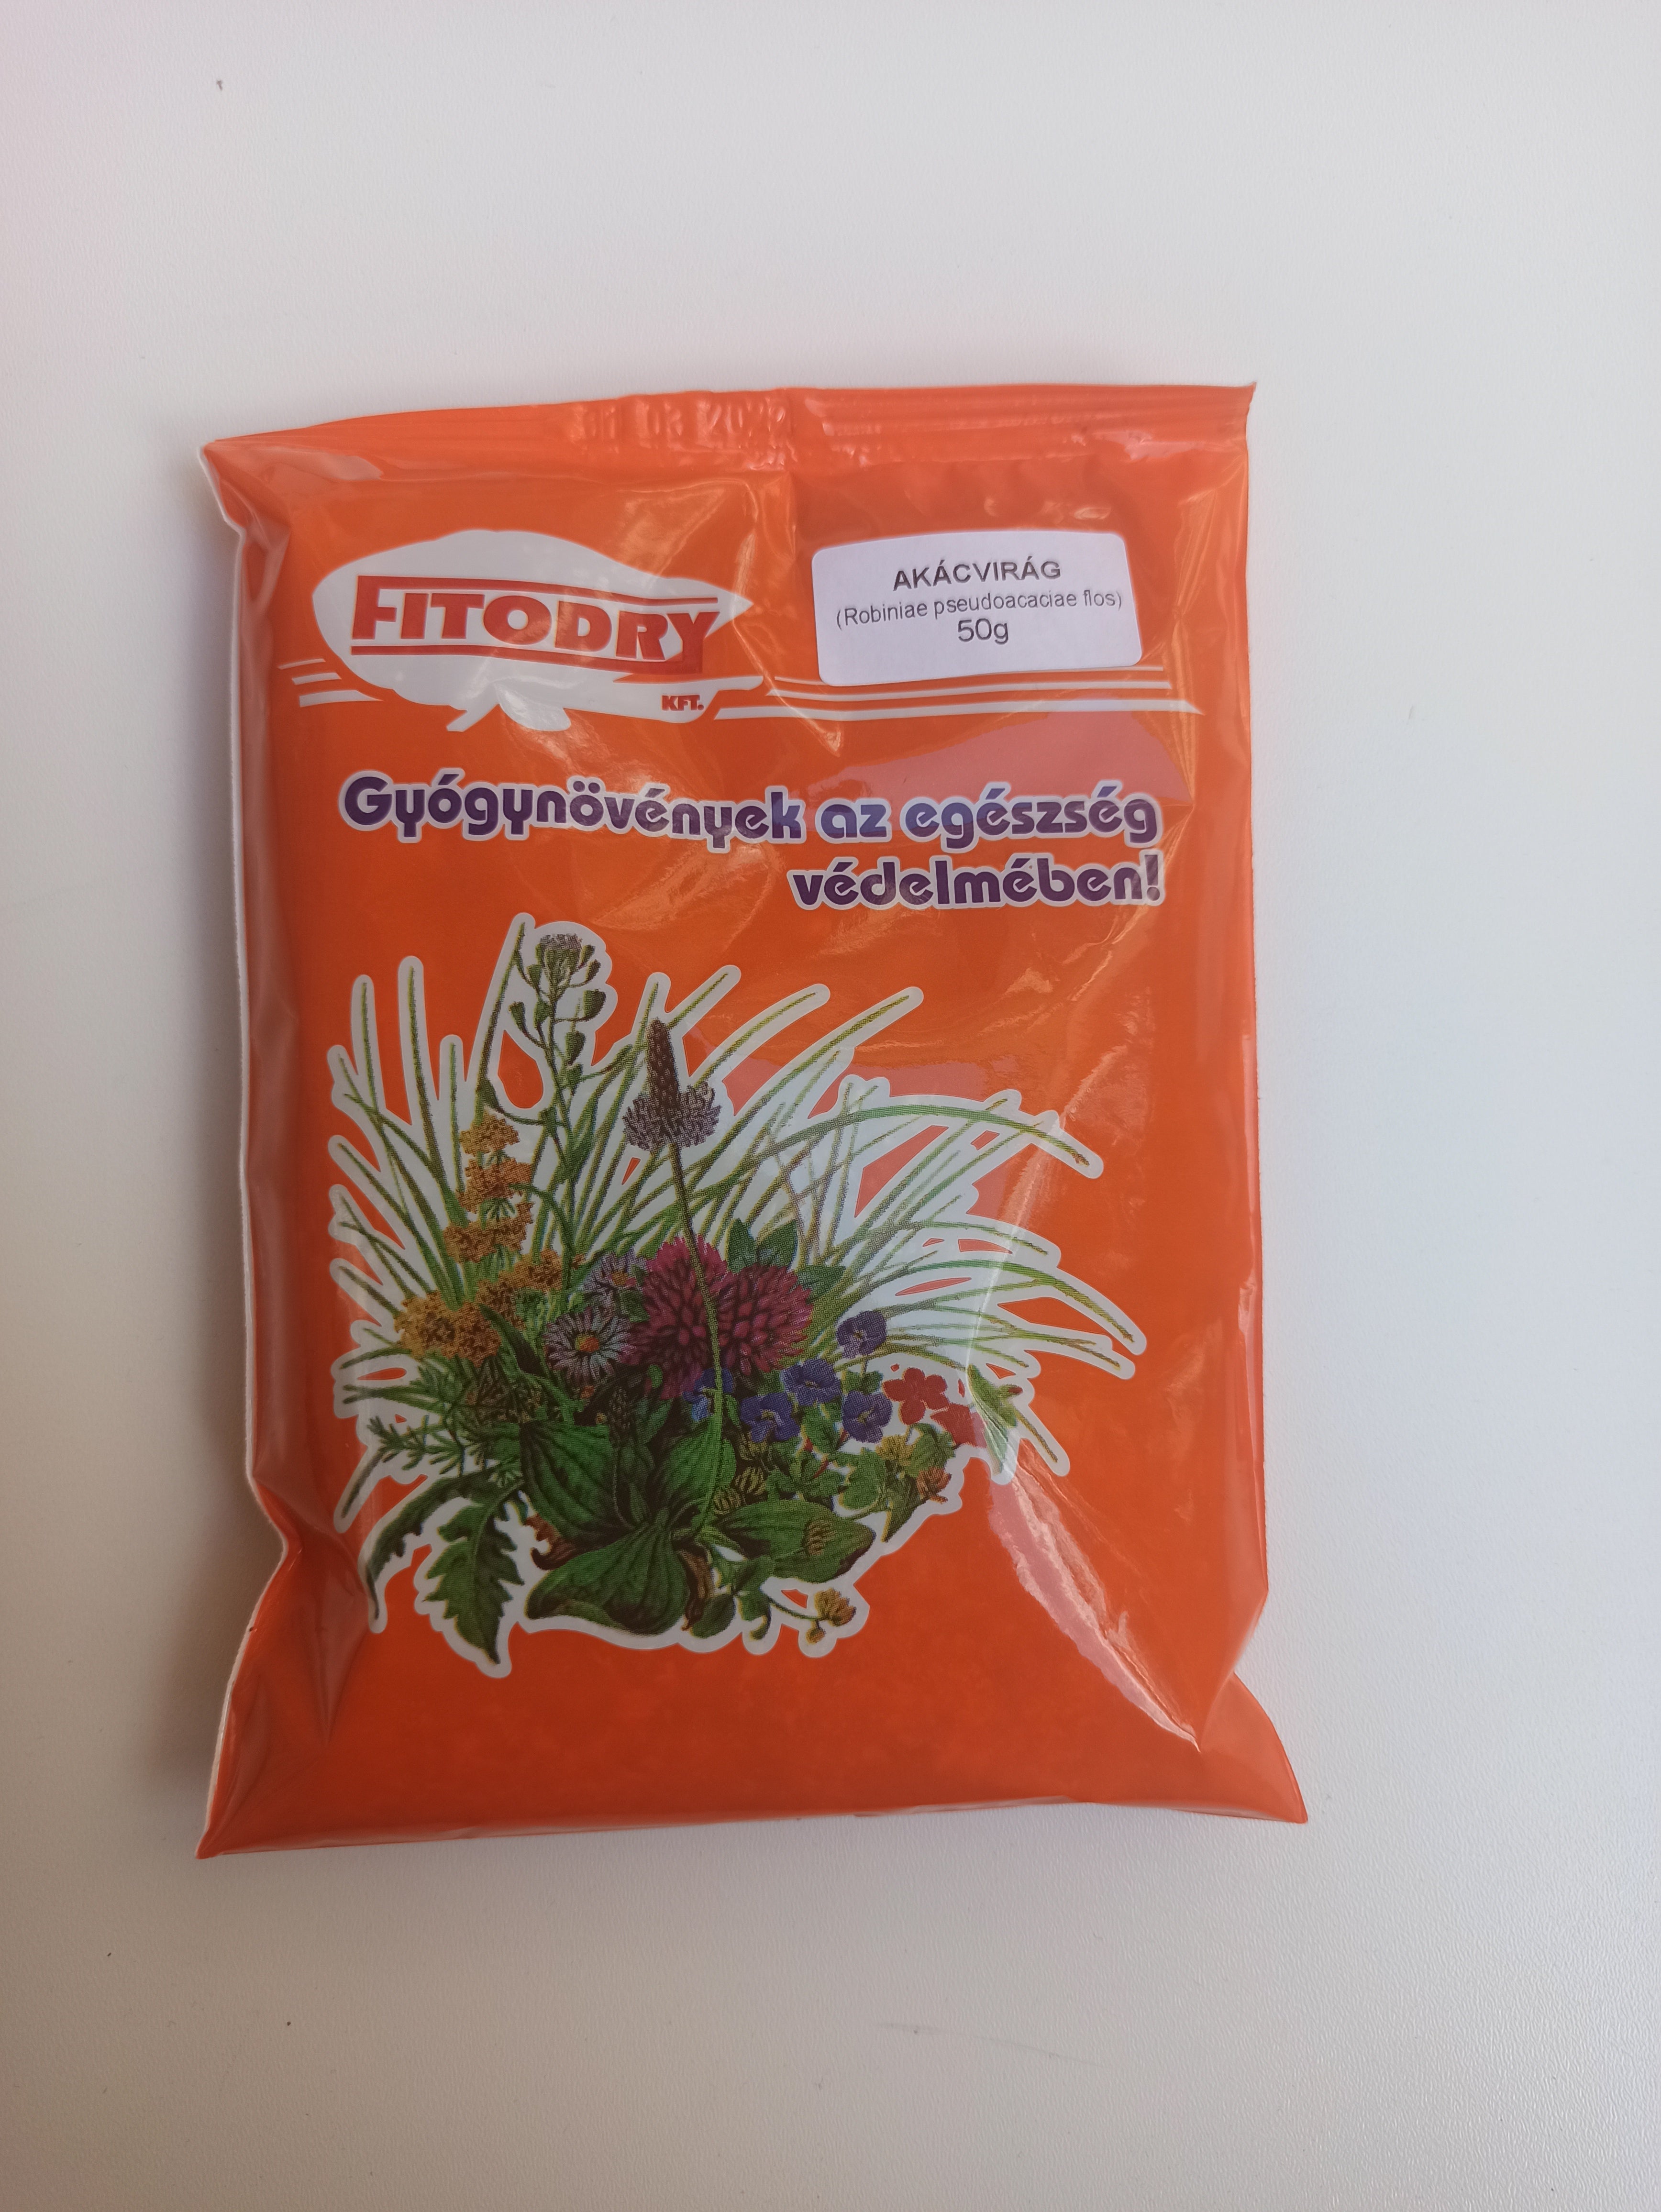 FITODRY
KFT.
AKÁCVIRÁG
(Robiniae pseudoacaciae flos)
50g
Gyógynövények az egészség
védelmében!